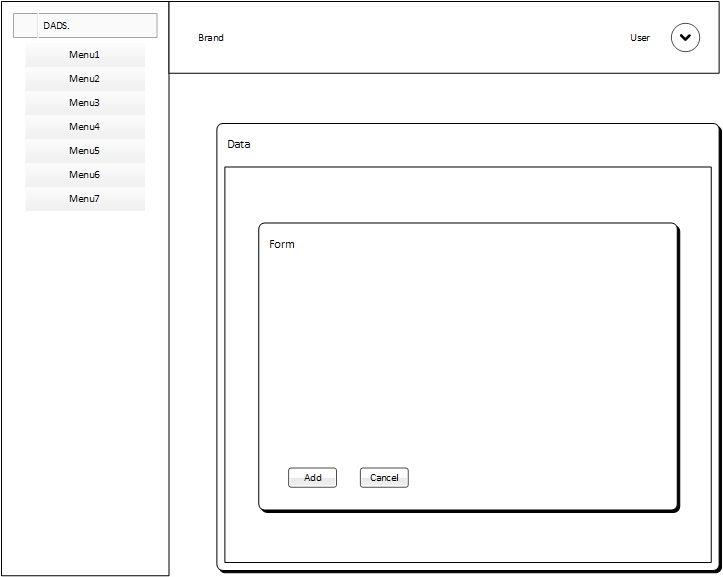 DADS.
Menu1
Menu2
Menu3
Menu4
Menu5
Menu6
Menu7
Brand
User
Data
Form
Add
Cancel